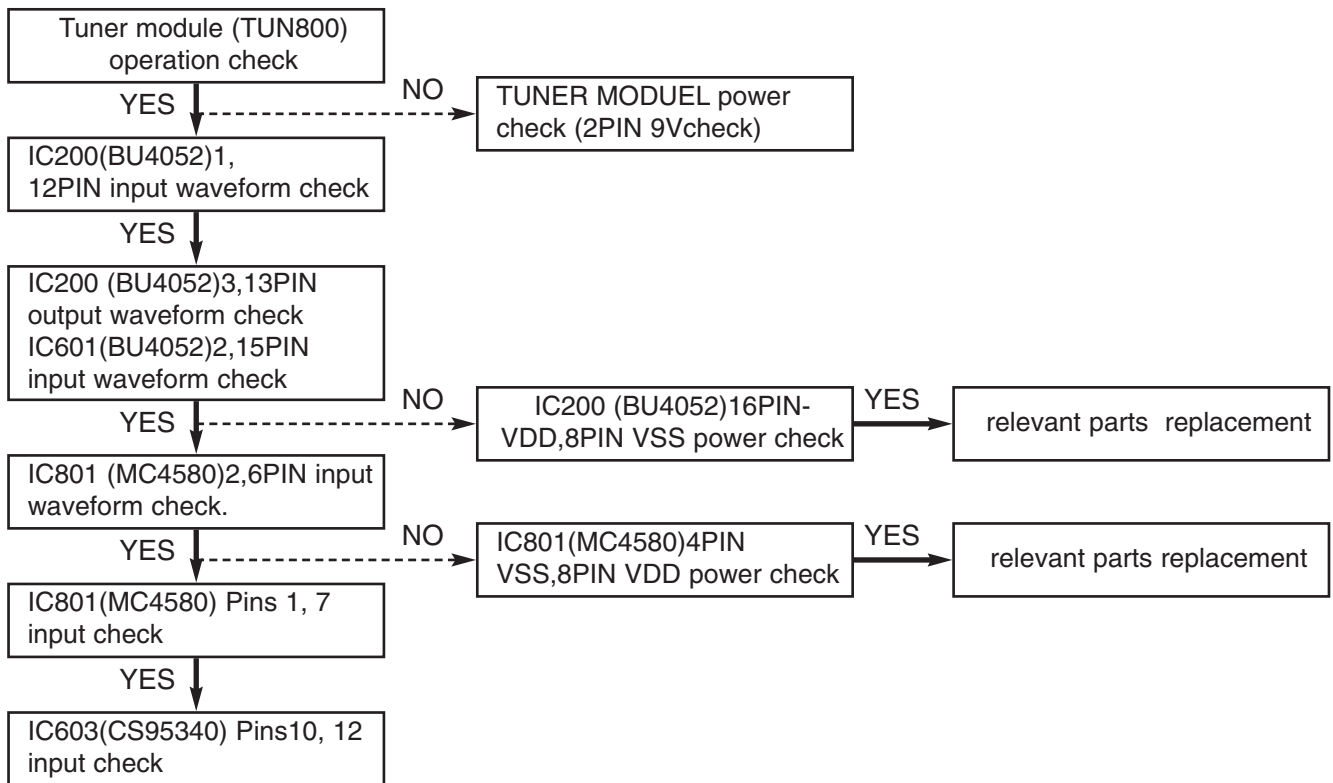 Tuner module (TUN800)
operation check
YES
NO
TUNER MODUEL power
check (2PIN 9Vcheck)
IC200(BU4052)1,
12PIN input waveform check
YES
IC200 (BU4052)3,13PIN
output waveform check
IC601(BU4052)2,15PIN
input waveform check
YES
NO
IC200 (BU4052)16PIN-
VDD,8PIN VSS power check
YES
relevant parts replacement
IC801 (MC4580)2,6PIN input
waveform check.
YES
NO
IC801(MC4580)4PIN
VSS,8PIN VDD power check
YES
relevant parts replacement
IC801(MC4580) Pins 1, 7
input check
YES
IC603(CS95340) Pins10, 12
input check